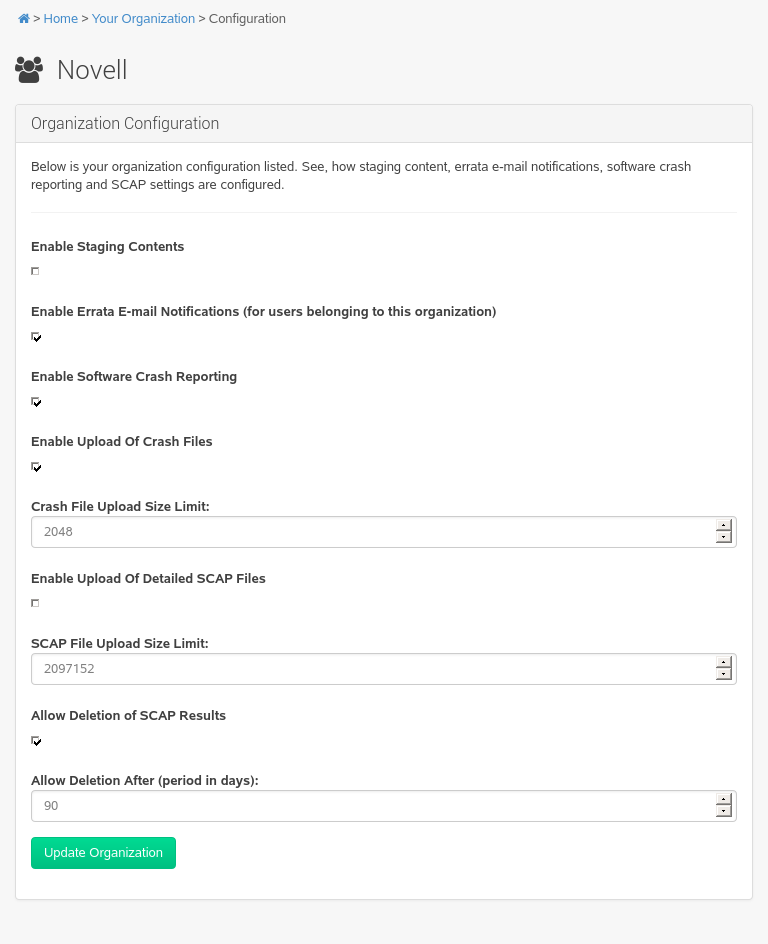 > Home > Your Organization > Configuration
Novell
Organization Configuration
Below is your organization configuration listed. See, how staging content, errata e-mail notifications, software crash
reporting and SCAP settings are configured.
Enable Staging Contents
Enable Errata E-mail Notifications (for users belonging to this organization)
Enable Software Crash Reporting
Enable Upload Of Crash Files
Crash File Upload Size Limit:
2048
Enable Upload Of Detailed SCAP Files
SCAP File Upload Size Limit:
2097152
Allow Deletion of SCAP Results
Allow Deletion After (period in days):
90
Update Organization